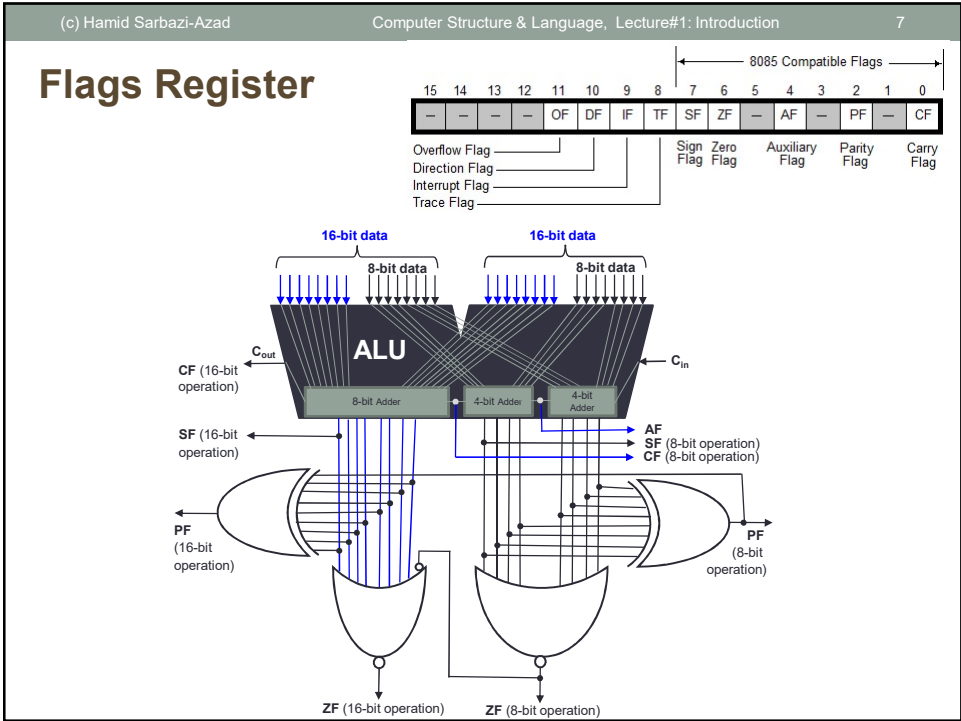 (c) Hamid Sarbazi-Azad Computer Structure & Language, Lecture#1: Introduction 7
Flags Register
8085 Compatible Flags
15 14 13 12 11 10 9 8 7 6 5 4 3 2 1 0
— — — — OF DF IF TF SF ZF — AF — PF — CF
Overflow Flag
Direction Flag
Interrupt Flag
Trace Flag
Sign Flag
Zero Flag
Auxiliary Flag
Parity Flag
Carry Flag
16-bit data
16-bit data
8-bit data
8-bit data
ALU
Cout
Cin
CF (16-bit
operation)
8-bit Adder
4-bit Adder
4-bit
Adder
SF (16-bit
operation)
AF
SF (8-bit operation)
CF (8-bit operation)
PF
(16-bit
operation)
PF
(8-bit
operation)
ZF (16-bit operation)
ZF (8-bit operation)